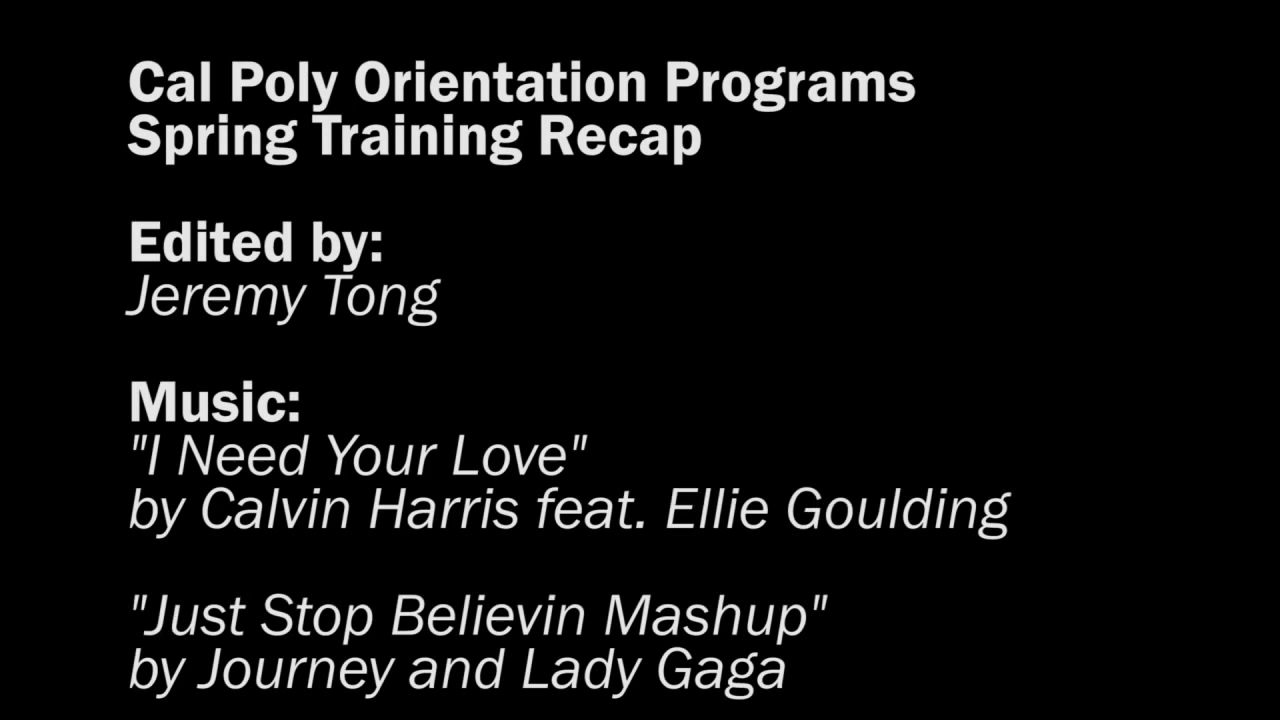 Cal Poly Orientation Programs
Spring Training Recap
Edited by:
Jeremy Tong
Music:
"I Need Your Love"
by Calvin Harris feat. Ellie Goulding
"Just Stop Believin Mashup"
by Journey and Lady Gaga